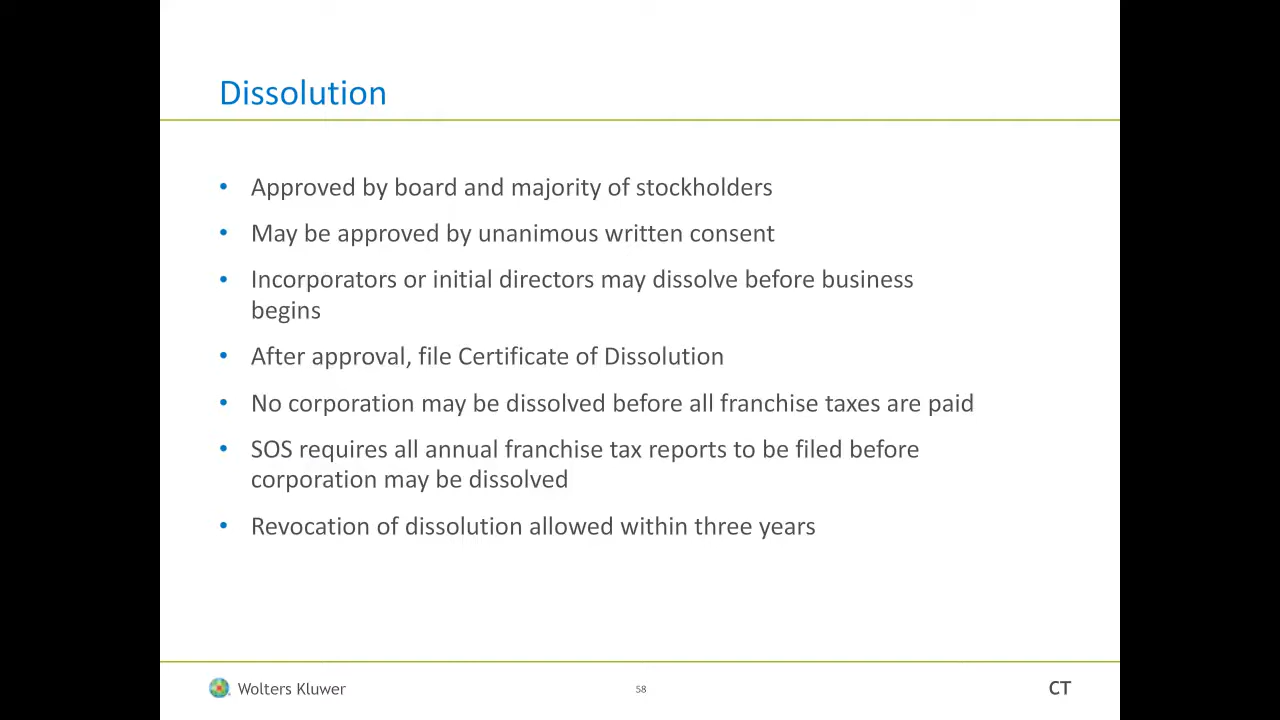 Dissolution
• Approved by board and majority of stockholders
• May be approved by unanimous written consent
• Incorporators or initial directors may dissolve before business
begins
• After approval, file Certificate of Dissolution
• No corporation may be dissolved before all franchise taxes are paid
• SOS requires all annual franchise tax reports to be filed before
corporation may be dissolved
• Revocation of dissolution allowed within three years
Wolters Kluwer
58
CT